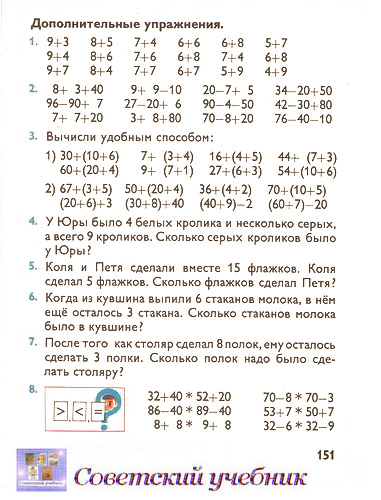 Дополнительные упражнения.
1. 9+3 8+5 7+4 6+6 6+8 5+7
9+4 8+6 7+6 6+8 7+4 6+8
9+7 8+4 7+7 6+7 5+9 4+9
2. 8+ 3+40 9+ 9−10 20−7+ 5 34−20+50
96−90+ 7 27−20+ 6 90−4−50 42−30+80
7+ 7+20 3+ 8+80 70−8+20 76−40−10
3. Вычисли удобным способом:
1) 30+(10+6) 7+ (3+4) 16+(4+5) 44+ (7+3)
60+(20+4) 9+ (7+1) 27+(6+3) 54+(10+6)
2) 67+(3+5) 50+(20+4) 36+(4+2) 70+(10+5)
(20+6)+3 (30+8)+40 (40+9)−2 (60+7)−20
4. У Юры было 4 белых кролика и несколько серых,
а всего 9 кроликов. Сколько серых кроликов было
у Юры?
5. Коля и Петя сделали вместе 15 флажков. Коля
сделал 5 флажков. Сколько флажков сделал Петя?
6. Когда из кувшина выпили 6 стаканов молока, в нём
ещё осталось 3 стакана. Сколько стаканов молока
было в кувшине?
7. После того как столяр сделал 8 полок, ему осталось
сделать 3 полки. Сколько полок надо было сде-
лать столяру?
8. > < = ? 32+40 * 52+20 70−8 * 70−3
86−40 * 89−40 53+7 * 50+7
8+ 8 * 9+ 8 32−6 * 32−9
151
Советский учебник